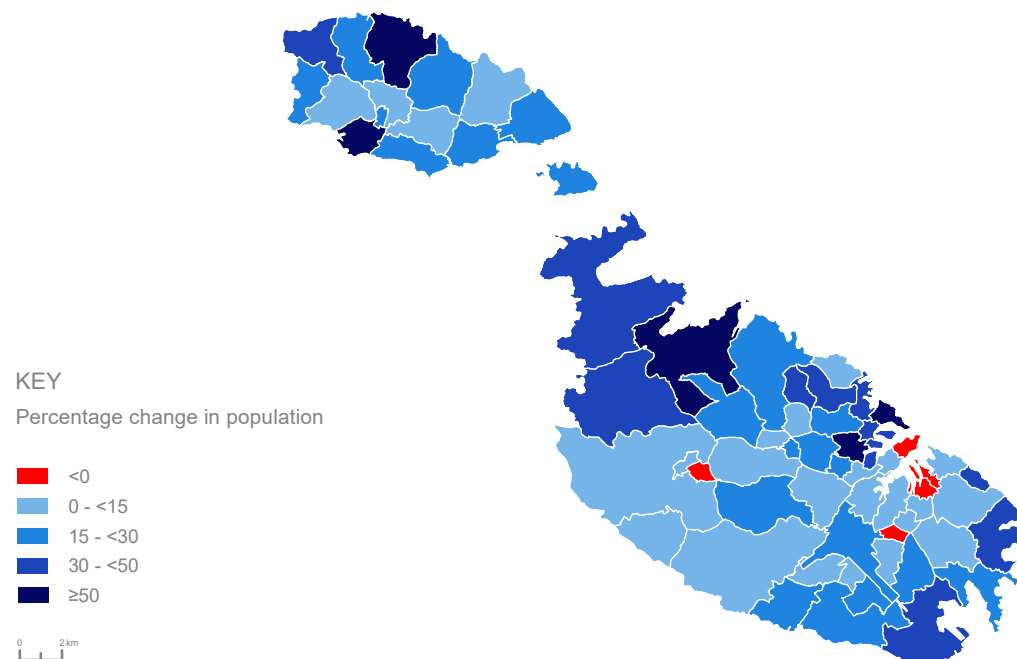 KEY
Percentage change in population
<0
0 - <15
15 - <30
30 - <50
≥50
0 2 km